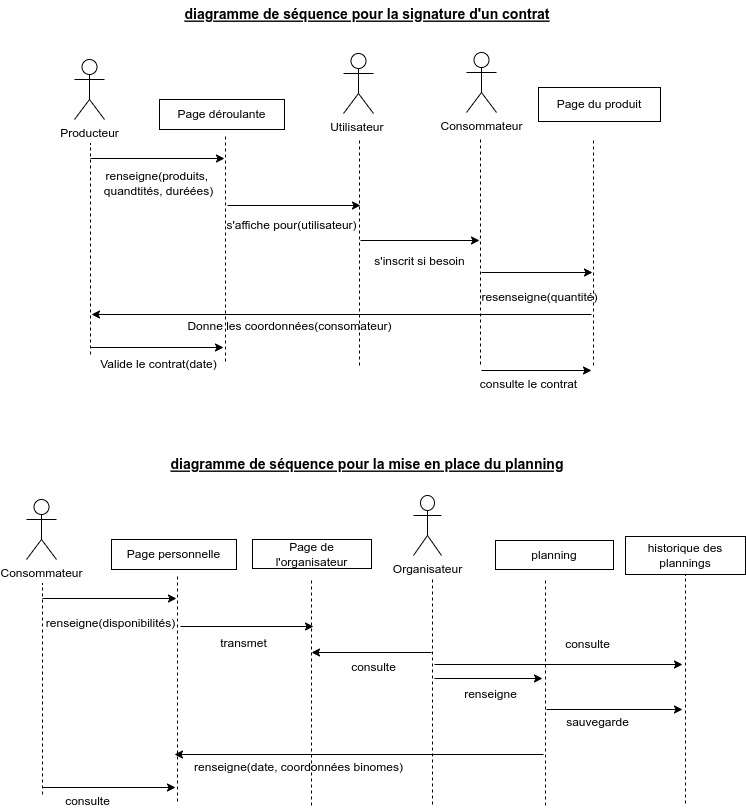 diagramme de séquence pour la signature d'un contrat
Producteur
Page déroulante
Utilisateur
Consommateur
Page du produit
renseigne(produits,
quandtités, duréées)
s'affiche pour(utilisateur)
s'inscrit si besoin
resenseigne(quantité)
Donne les coordonnées(consomateur)
Valide le contrat(date)
consulte le contrat
diagramme de séquence pour la mise en place du planning
Consommateur
Page personnelle
Page de
l'organisateur
Organisateur
planning
historique des
plannings
renseigne(disponibilités)
transmet
consulte
consulte
renseigne
sauvegarde
renseigne(date, coordonnées binomes)
consulte